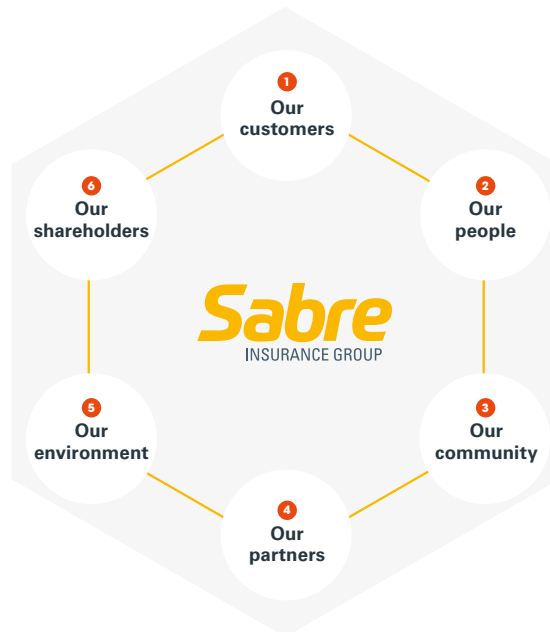 1
Our
customers
2
Our
people
3
Our
community
4
Our
partners
5
Our
environment
6
Our
shareholders
Sabre
INSURANCE GROUP